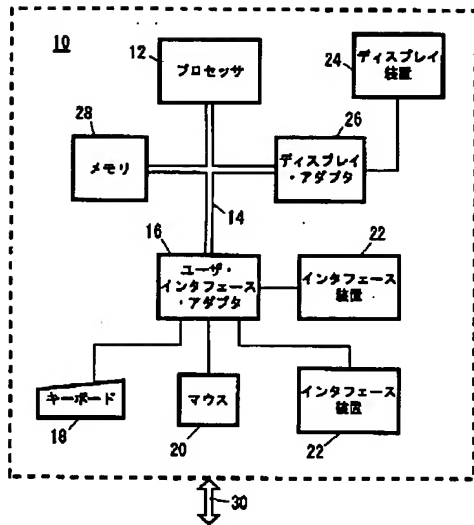 10
12
プロセッサ
24
ディスプレイ
装置
28
メモリ
26
ディスプレイ
・アダプタ
14
16
ユーザ・
インタフェース
・アダプタ
22
インタフェース
装置
キーボード
18
マウス
20
インタフェース
装置
22
30